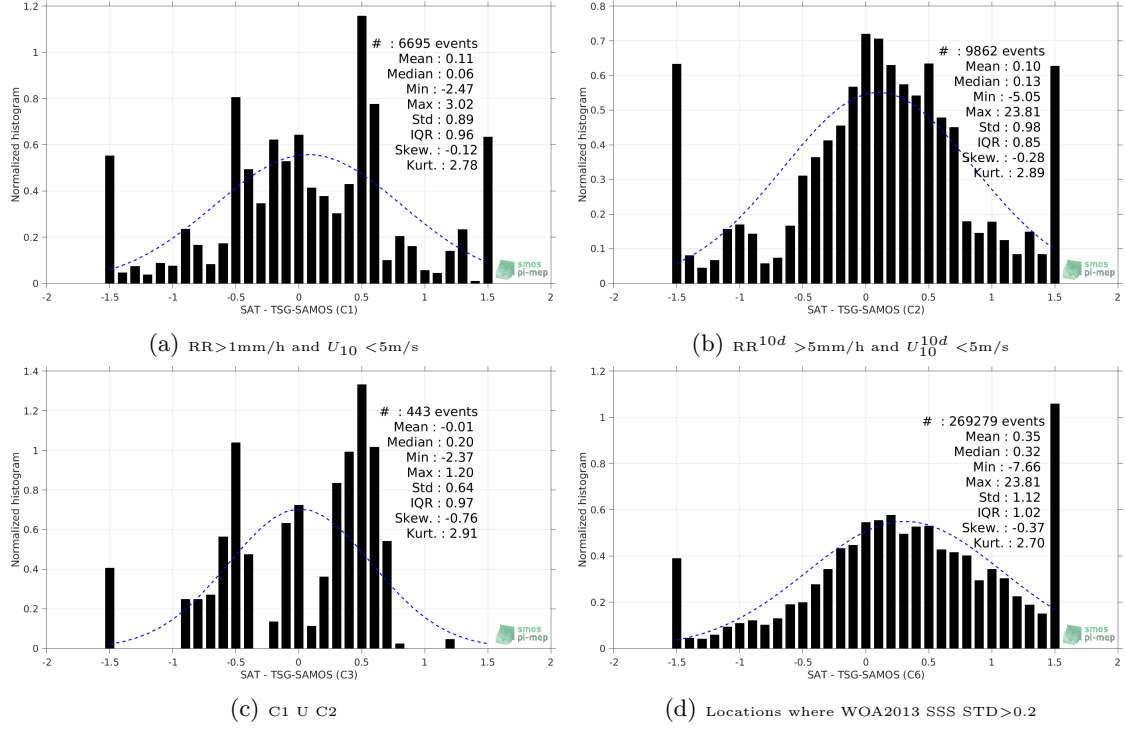 1.2
1
0.8
0.6
0.4
0.2
0
Normalized histogram
# : 6695 events
Mean : 0.11
Median : 0.06
Min : -2.47
Max : 3.02
Std : 0.89
IQR : 0.96
Skew. : -0.12
Kurt. : 2.78
smos
pi-mep
-2 -1.5 -1 -0.5 0 0.5 1 1.5 2
SAT - TSG-SAMOS (C1)
(a) RR>1mm/h and U10 <5m/s
0.8
0.7
0.6
0.5
0.4
0.3
0.2
0.1
0
Normalized histogram
# : 9862 events
Mean : 0.10
Median : 0.13
Min : -5.05
Max : 23.81
Std : 0.98
IQR : 0.85
Skew. : -0.28
Kurt. : 2.89
smos
pi-mep
-2 -1.5 -1 -0.5 0 0.5 1 1.5 2
SAT - TSG-SAMOS (C2)
(b) RR10d >5mm/h and U10 10d <5m/s
1.4
1.2
1
0.8
0.6
0.4
0.2
0
Normalized histogram
# : 443 events
Mean : -0.01
Median : 0.20
Min : -2.37
Max : 1.20
Std : 0.64
IQR : 0.97
Skew. : -0.76
Kurt. : 2.91
smos
pi-mep
-2 -1.5 -1 -0.5 0 0.5 1 1.5 2
SAT - TSG-SAMOS (C3)
(c) C1 U C2
1.2
1
0.8
0.6
0.4
0.2
0
Normalized histogram
# : 269279 events
Mean : 0.35
Median : 0.32
Min : -7.66
Max : 23.81
Std : 1.12
IQR : 1.02
Skew. : -0.37
Kurt. : 2.70
smos
pi-mep
-2 -1.5 -1 -0.5 0 0.5 1 1.5 2
SAT - TSG-SAMOS (C6)
(d) Locations where WOA2013 SSS STD>0.2